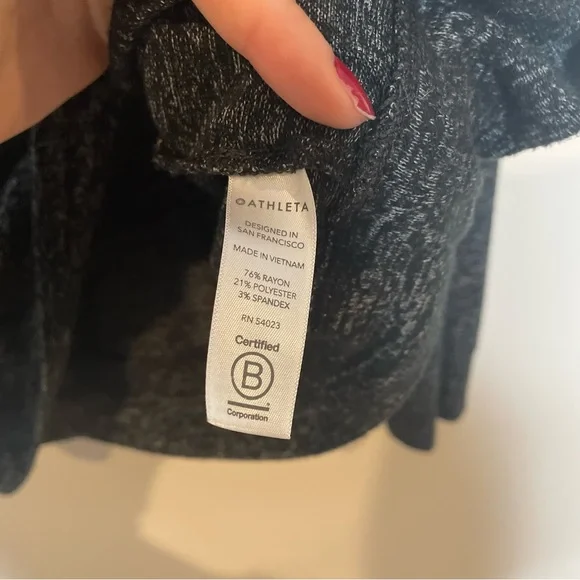 ATHLETA
DESIGNED IN
SAN FRANCISCO
MADE IN VIETNAM
76% RAYON
21% POLYESTER
3% SPANDEX
RN 54023
Certified
B
Corporation